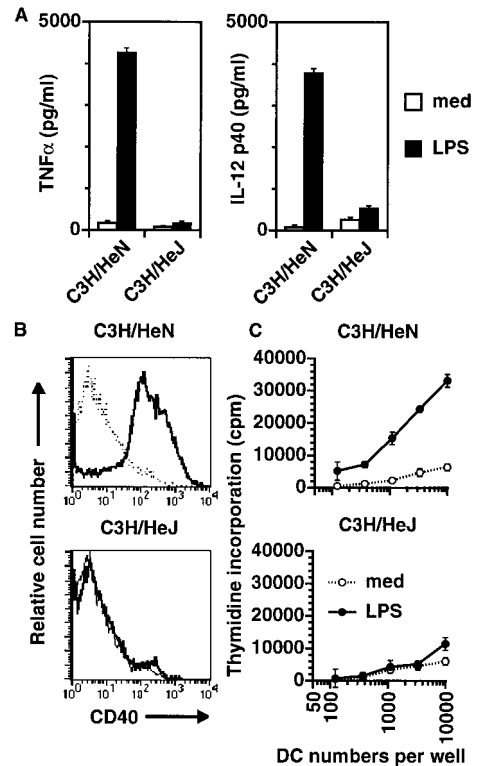 A
5000
TNFα (pg/ml)
0
C3H/HeN
C3H/HeJ
5000
IL-12 p40 (pg/ml)
0
C3H/HeN
C3H/HeJ
med
LPS
B
C3H/HeN
Relative cell number
10^0 10^1 10^2 10^3 10^4
C3H/HeJ
10^0 10^1 10^2 10^3 10^4
CD40
C
C3H/HeN
Thymidine incorporation (cpm)
40000
30000
20000
10000
0
C3H/HeJ
40000
30000
20000
10000
0
med
LPS
50
100
1000
10000
DC numbers per well